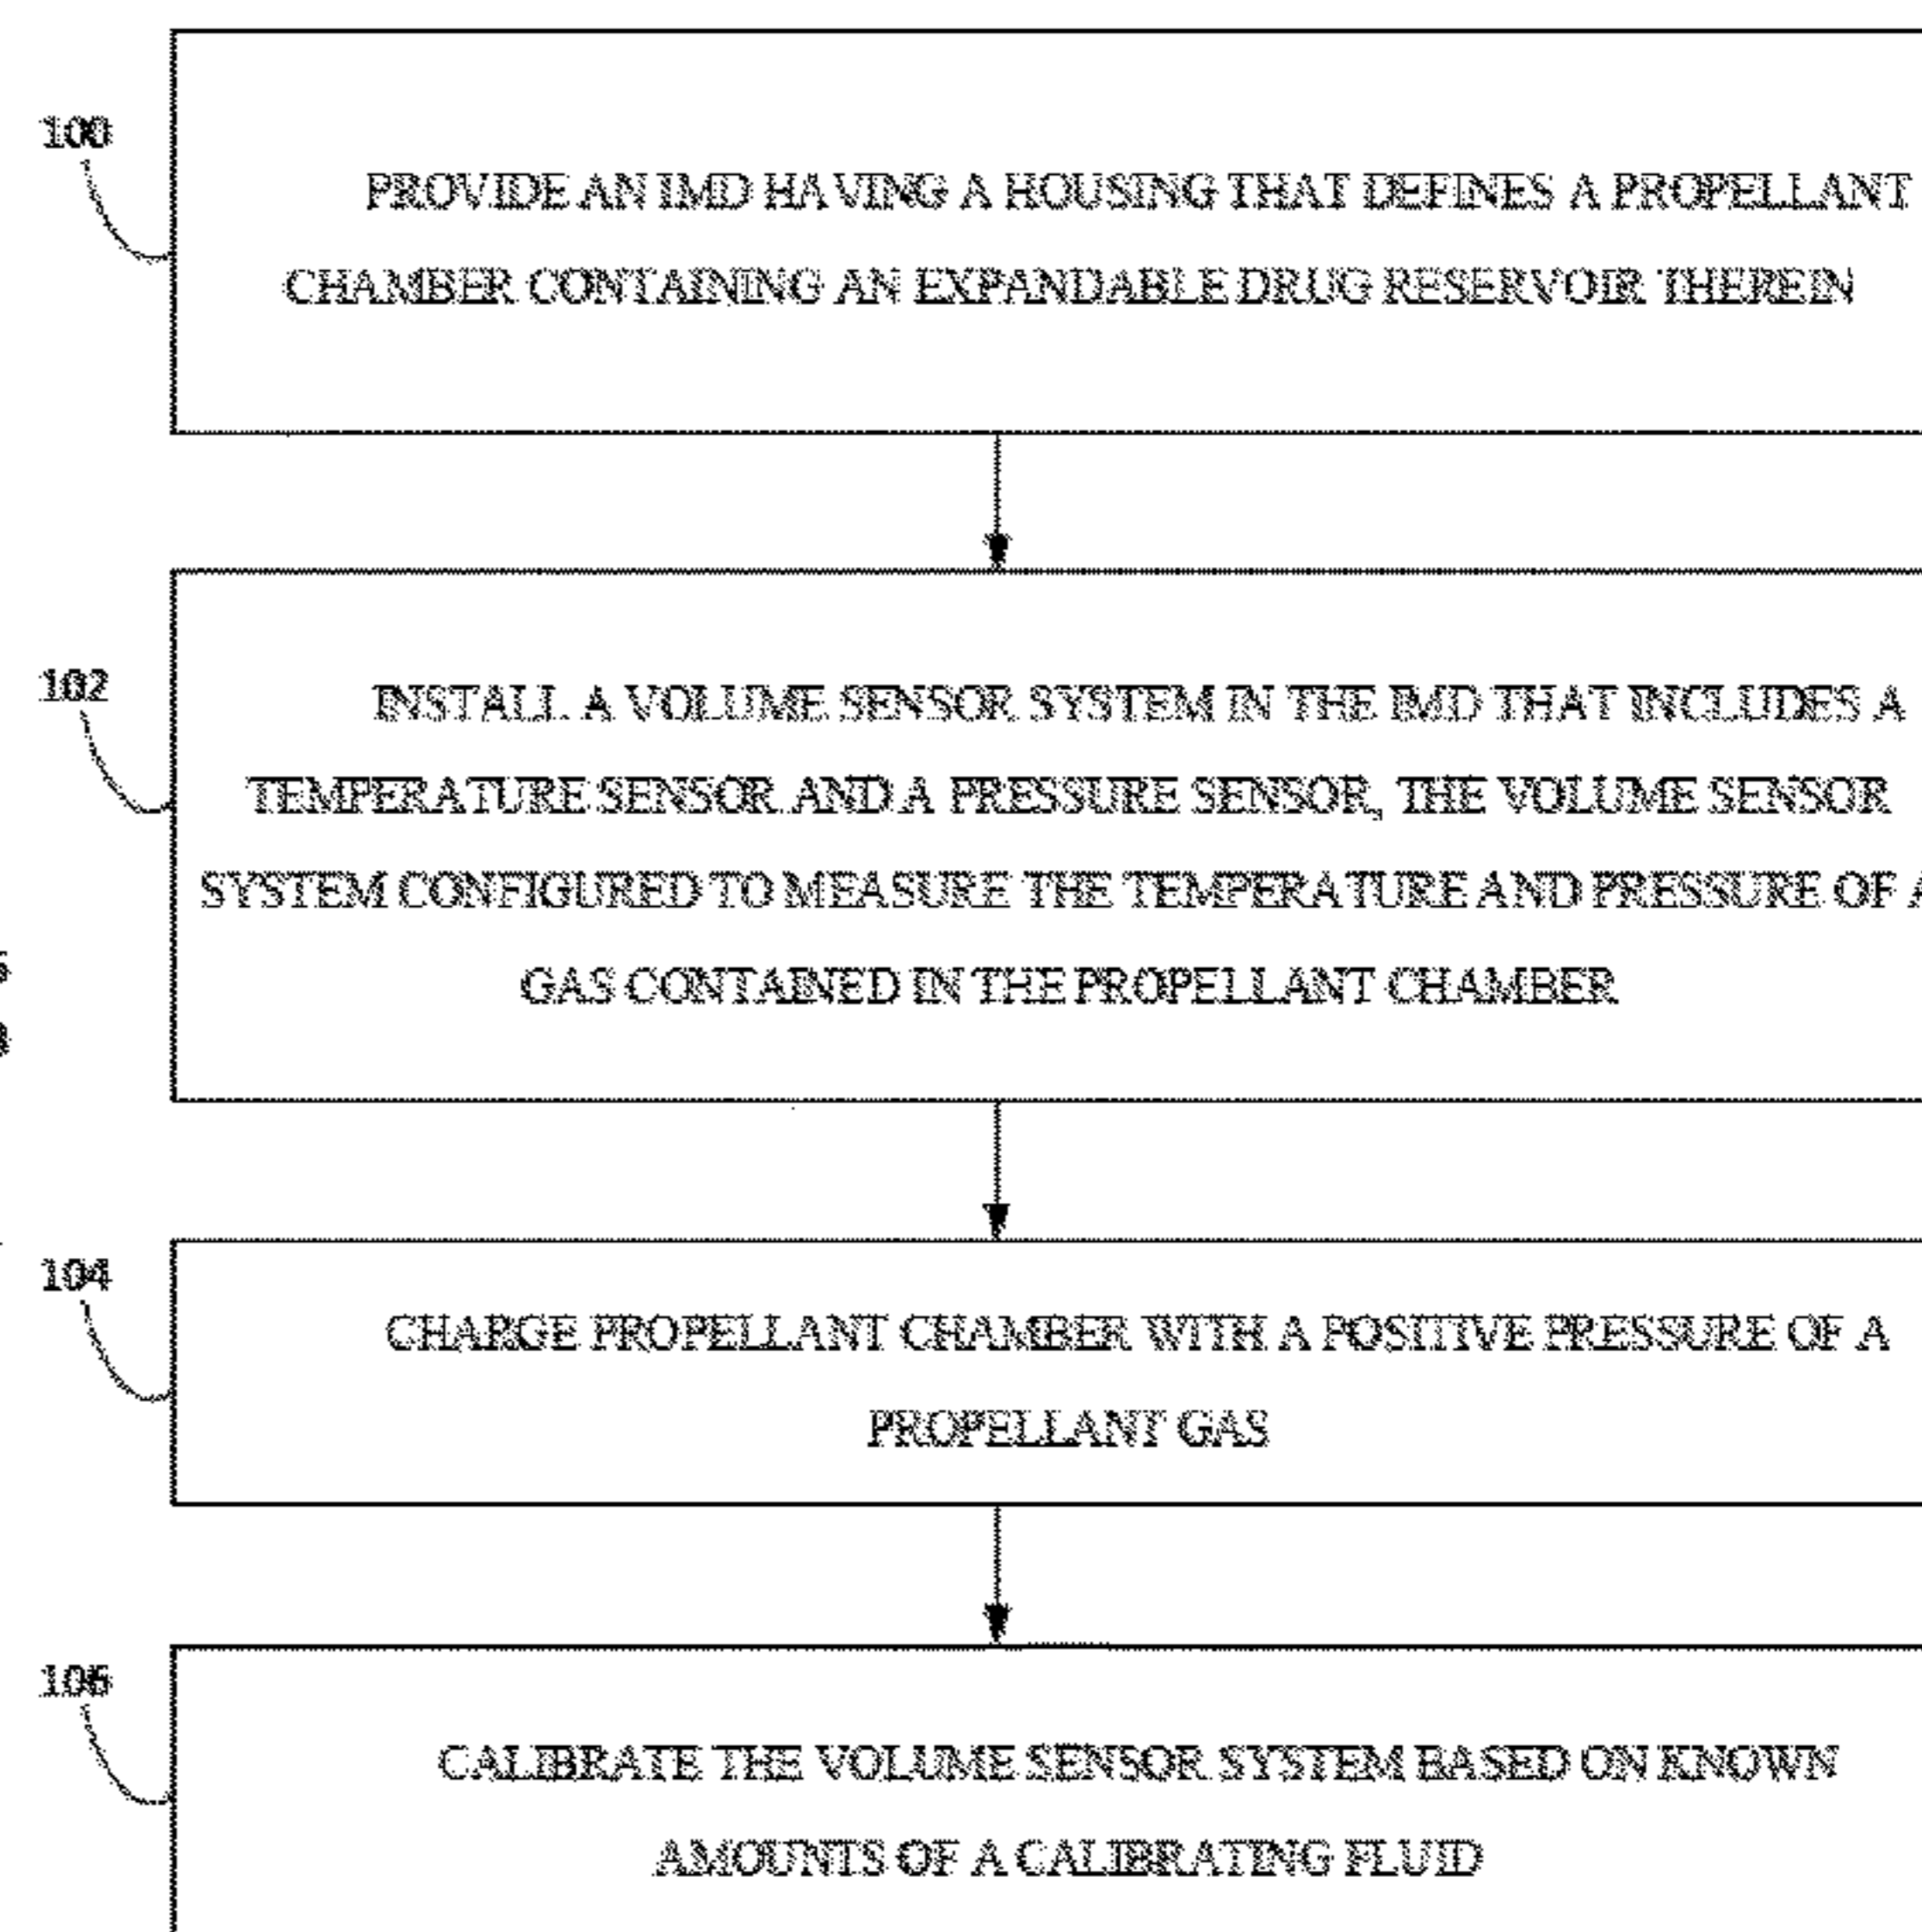 100
PROVIDE AN IMD HAVING A HOUSING THAT DEFINES A PROPELLANT
CHAMBER CONTAINING AN EXPANDABLE DRUG RESERVOIR THEREIN
102
INSTALL A VOLUME SENSOR SYSTEM IN THE IMD THAT INCLUDES A
TEMPERATURE SENSOR AND A PRESSURE SENSOR, THE VOLUME SENSOR
SYSTEM CONFIGURED TO MEASURE THE TEMPERATURE AND PRESSURE OF A
GAS CONTAINED IN THE PROPELLANT CHAMBER
104
CHARGE PROPELLANT CHAMBER WITH A POSITIVE PRESSURE OF A
PROPELLANT GAS
106
CALIBRATE THE VOLUME SENSOR SYSTEM BASED ON KNOWN
AMOUNTS OF A CALIBRATING FLUID